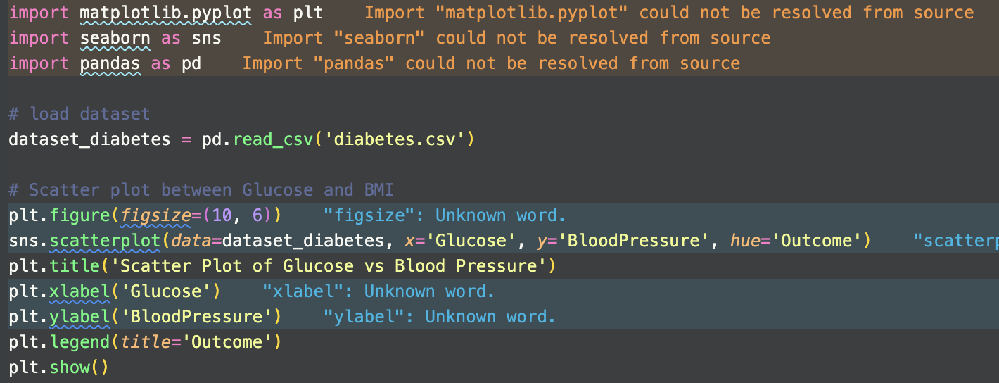 import matplotlib.pyplot as plt    Import "matplotlib.pyplot" could not be resolved from source
import seaborn as sns    Import "seaborn" could not be resolved from source
import pandas as pd    Import "pandas" could not be resolved from source
# load dataset
dataset_diabetes = pd.read_csv('diabetes.csv')
# Scatter plot between Glucose and BMI
plt.figure(figsize=(10, 6))    "figsize": Unknown word.
sns.scatterplot(data=dataset_diabetes, x='Glucose', y='BloodPressure', hue='Outcome')
plt.title('Scatter Plot of Glucose vs Blood Pressure')
plt.xlabel('Glucose')    "xlabel": Unknown word.
plt.ylabel('BloodPressure')    "ylabel": Unknown word.
plt.legend(title='Outcome')
plt.show()